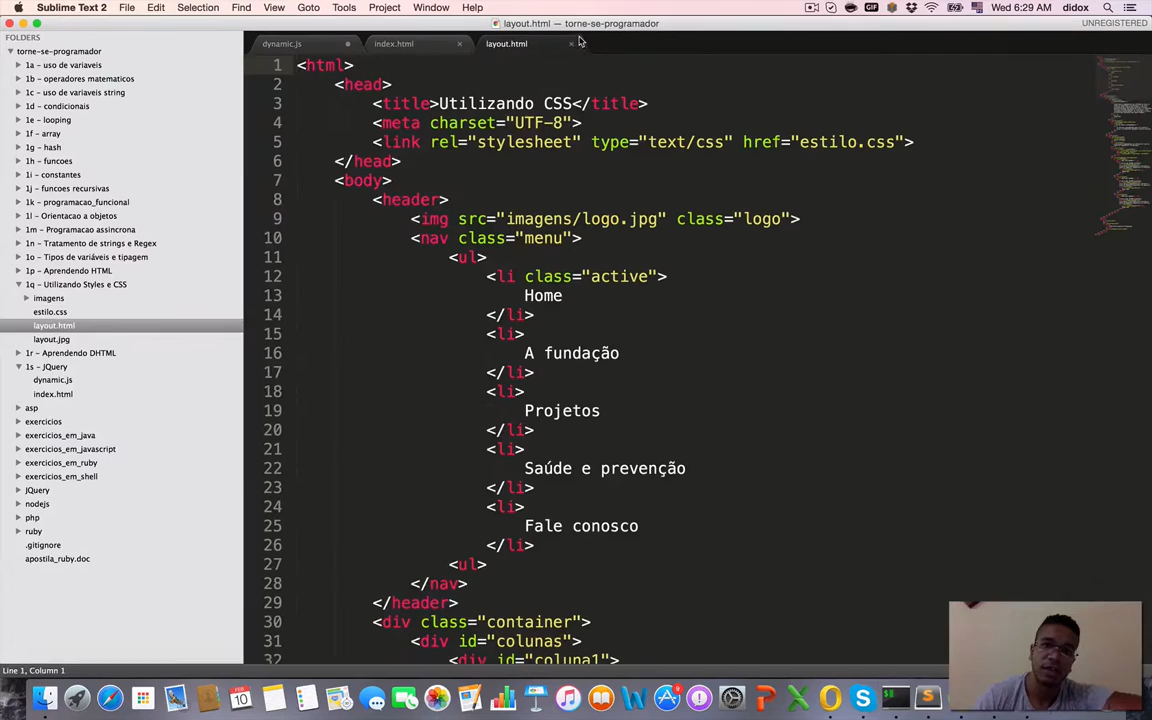 Sublime Text 2 File Edit Selection Find View Goto Tools Project Window Help GIF Wed 6:29 AM didox
layout.html — torne-se-programador UNREGISTERED
FOLDERS
torne-se-programador
1a - uso de variaveis
1b - operadores matematicos
1c - uso de variaveis string
1d - condicionais
1e - looping
1f - array
1g - hash
1h - funcoes
1i - constantes
1j - funcoes recursivas
1k - programacao_funcional
1l - Orientacao a objetos
1m - Programacao assincrona
1n - Tratamento de strings e Regex
1o - Tipos de variáveis e tipagem
1p - Aprendendo HTML
1q - Utilizando Styles e CSS
imagens
estilo.css
layout.html
layout.jpg
1r - Aprendendo DHTML
1s - JQuery
dynamic.js
index.html
asp
exercicios
exercicios_em_java
exercicios_em_javascript
exercicios_em_ruby
exercicios_em_shell
JQuery
nodejs
php
ruby
.gitignore
apostila_ruby.doc
dynamic.js index.html layout.html
1 <html>
2 <head>
3 <title>Utilizando CSS</title>
4 <meta charset="UTF-8">
5 <link rel="stylesheet" type="text/css" href="estilo.css">
6 </head>
7 <body>
8 <header>
9 <img src="imagens/logo.jpg" class="logo">
10 <nav class="menu">
11 <ul>
12 <li class="active">
13 Home
14 </li>
15 <li>
16 A fundação
17 </li>
18 <li>
19 Projetos
20 </li>
21 <li>
22 Saúde e prevenção
23 </li>
24 <li>
25 Fale conosco
26 </li>
27 <ul>
28 </nav>
29 </header>
30 <div class="container">
31 <div id="colunas">
32 <div id="coluna1">
Line 1, Column 1